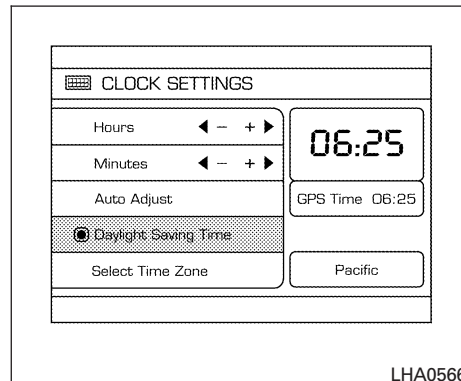 CLOCK SETTINGS
Hours - +
Minutes - +
Auto Adjust
Daylight Saving Time
Select Time Zone
06:25
GPS Time 06:25
Pacific
LHA0566